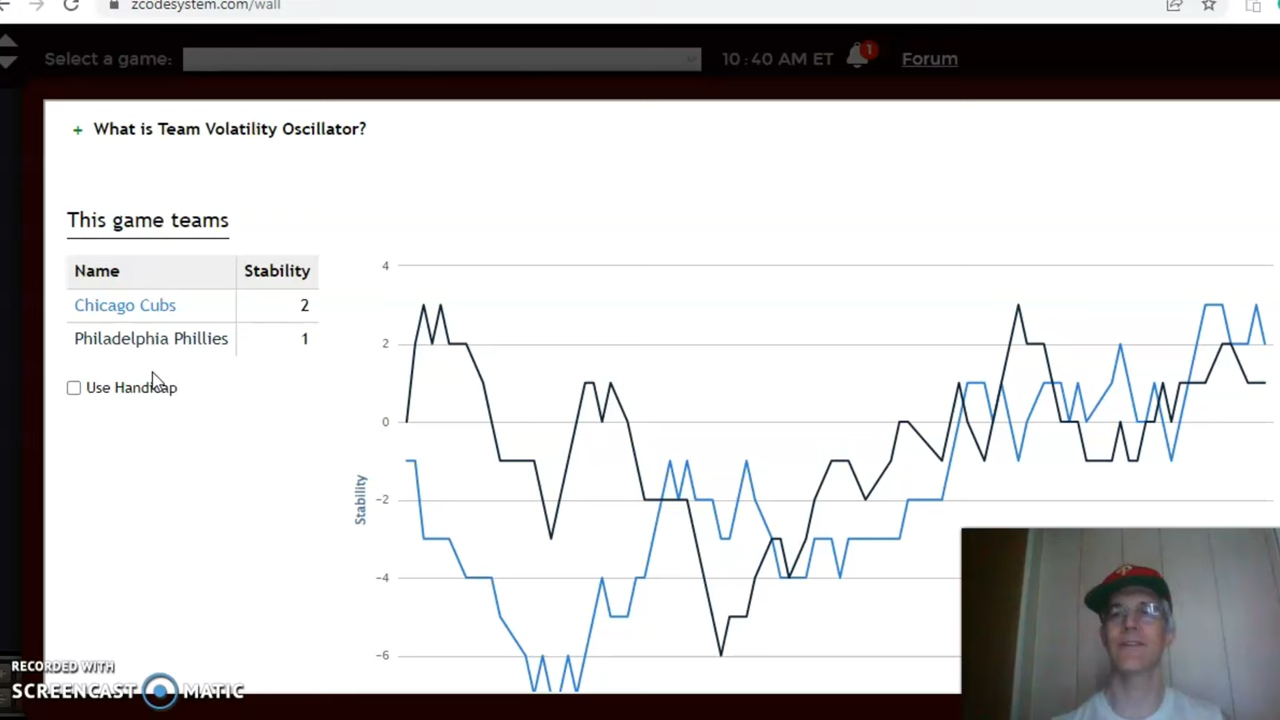 zcodesystem.com/wall
Select a game:
10:40 AM ET
1
Forum
+ What is Team Volatility Oscillator?
This game teams
Name Stability
Chicago Cubs 2
Philadelphia Phillies 1
Use Handicap
4
2
0
-2
-4
-6
Stability
P
RECORDED WITH
SCREENCAST MATIC